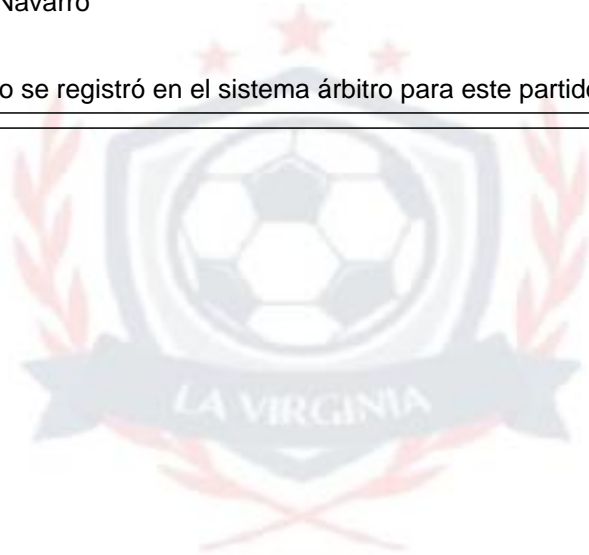 Navarro
o se registró en el sistema árbitro para este partido
LA VIRGINIA